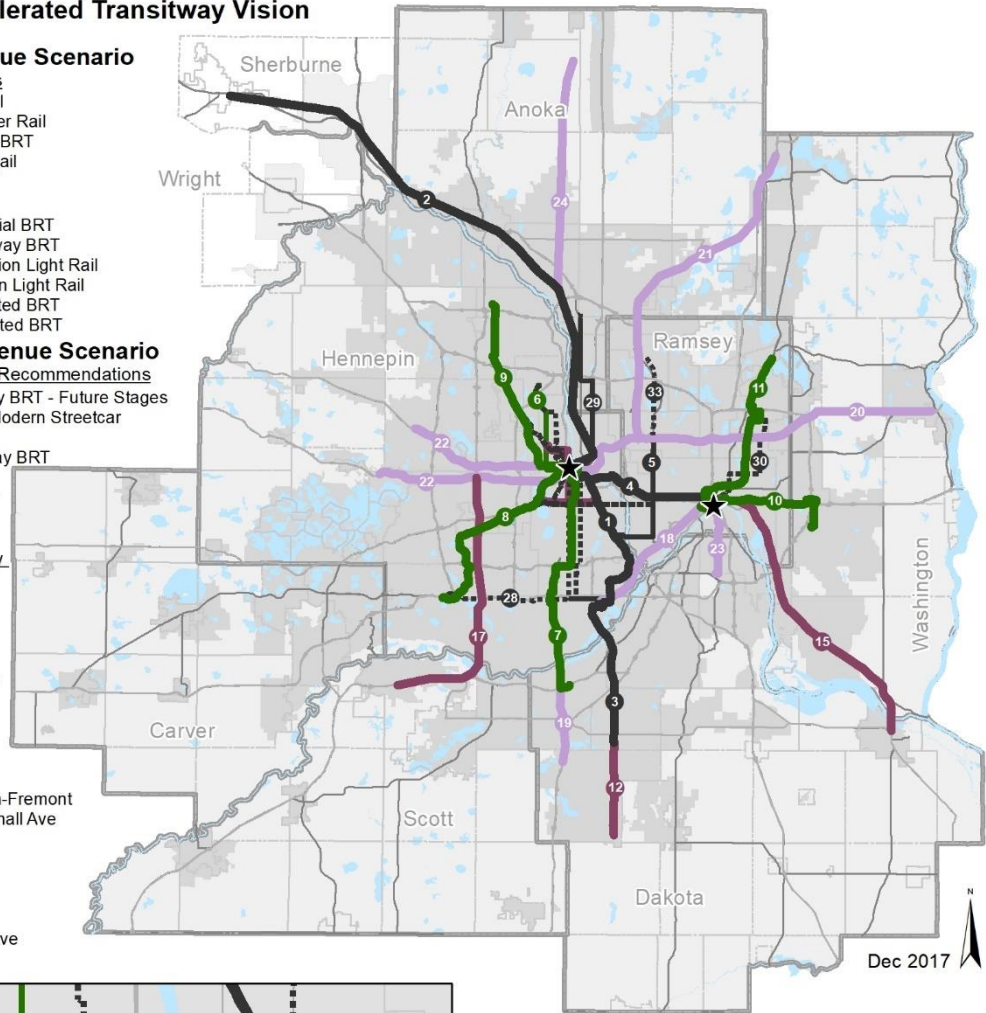 lerated Transitway Vision
ue Scenario
s
l
er Rail
BRT
ail
ial BRT
way BRT
ion Light Rail
n Light Rail
ted BRT
ted BRT
enue Scenario
Recommendations
y BRT - Future Stages
Modern Streetcar
ay BRT
y
-Fremont
mall Ave
ve
Sherburne
Anoka
Wright
2
24
21
Hennepin
Ramsey
9
6
29
33
11
20
22
22
5
30
4
10
8
1
18
23
28
17
7
15
Washington
3
19
Carver
12
Scott
Dakota
N
Dec 2017